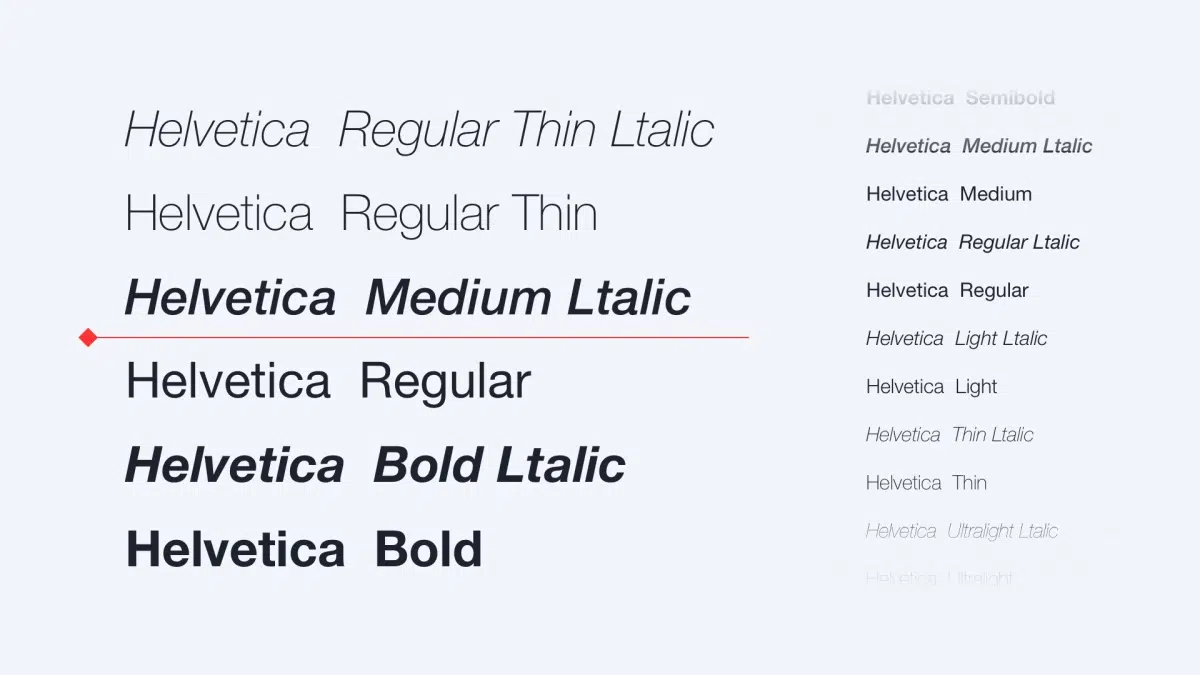 Helvetica Regular Thin Ltalic
Helvetica Regular Thin
Helvetica Medium Ltalic
Helvetica Regular
Helvetica Bold Ltalic
Helvetica Bold
Helvetica Semibold
Helvetica Medium Ltalic
Helvetica Medium
Helvetica Regular Ltalic
Helvetica Regular
Helvetica Light Ltalic
Helvetica Light
Helvetica Thin Ltalic
Helvetica Thin
Helvetica Ultralight Ltalic
Helvetica Ultralight